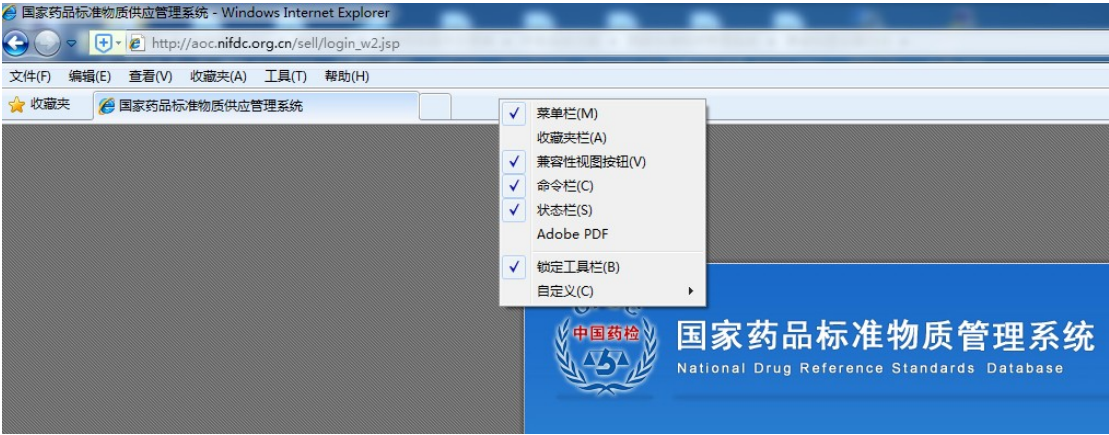 国家药品标准物质供应管理系统 - Windows Internet Explorer
http://aoc.nifdc.org.cn/sell/login_w2.jsp
文件(F) 编辑(E) 查看(V) 收藏夹(A) 工具(T) 帮助(H)
收藏夹 国家药品标准物质供应管理系统
菜单栏(M)
收藏夹栏(A)
兼容性视图按钮(V)
命令栏(C)
状态栏(S)
Adobe PDF
锁定工具栏(B)
自定义(C)
中国药检
国家药品标准物质管理系统
National Drug Reference Standards Database